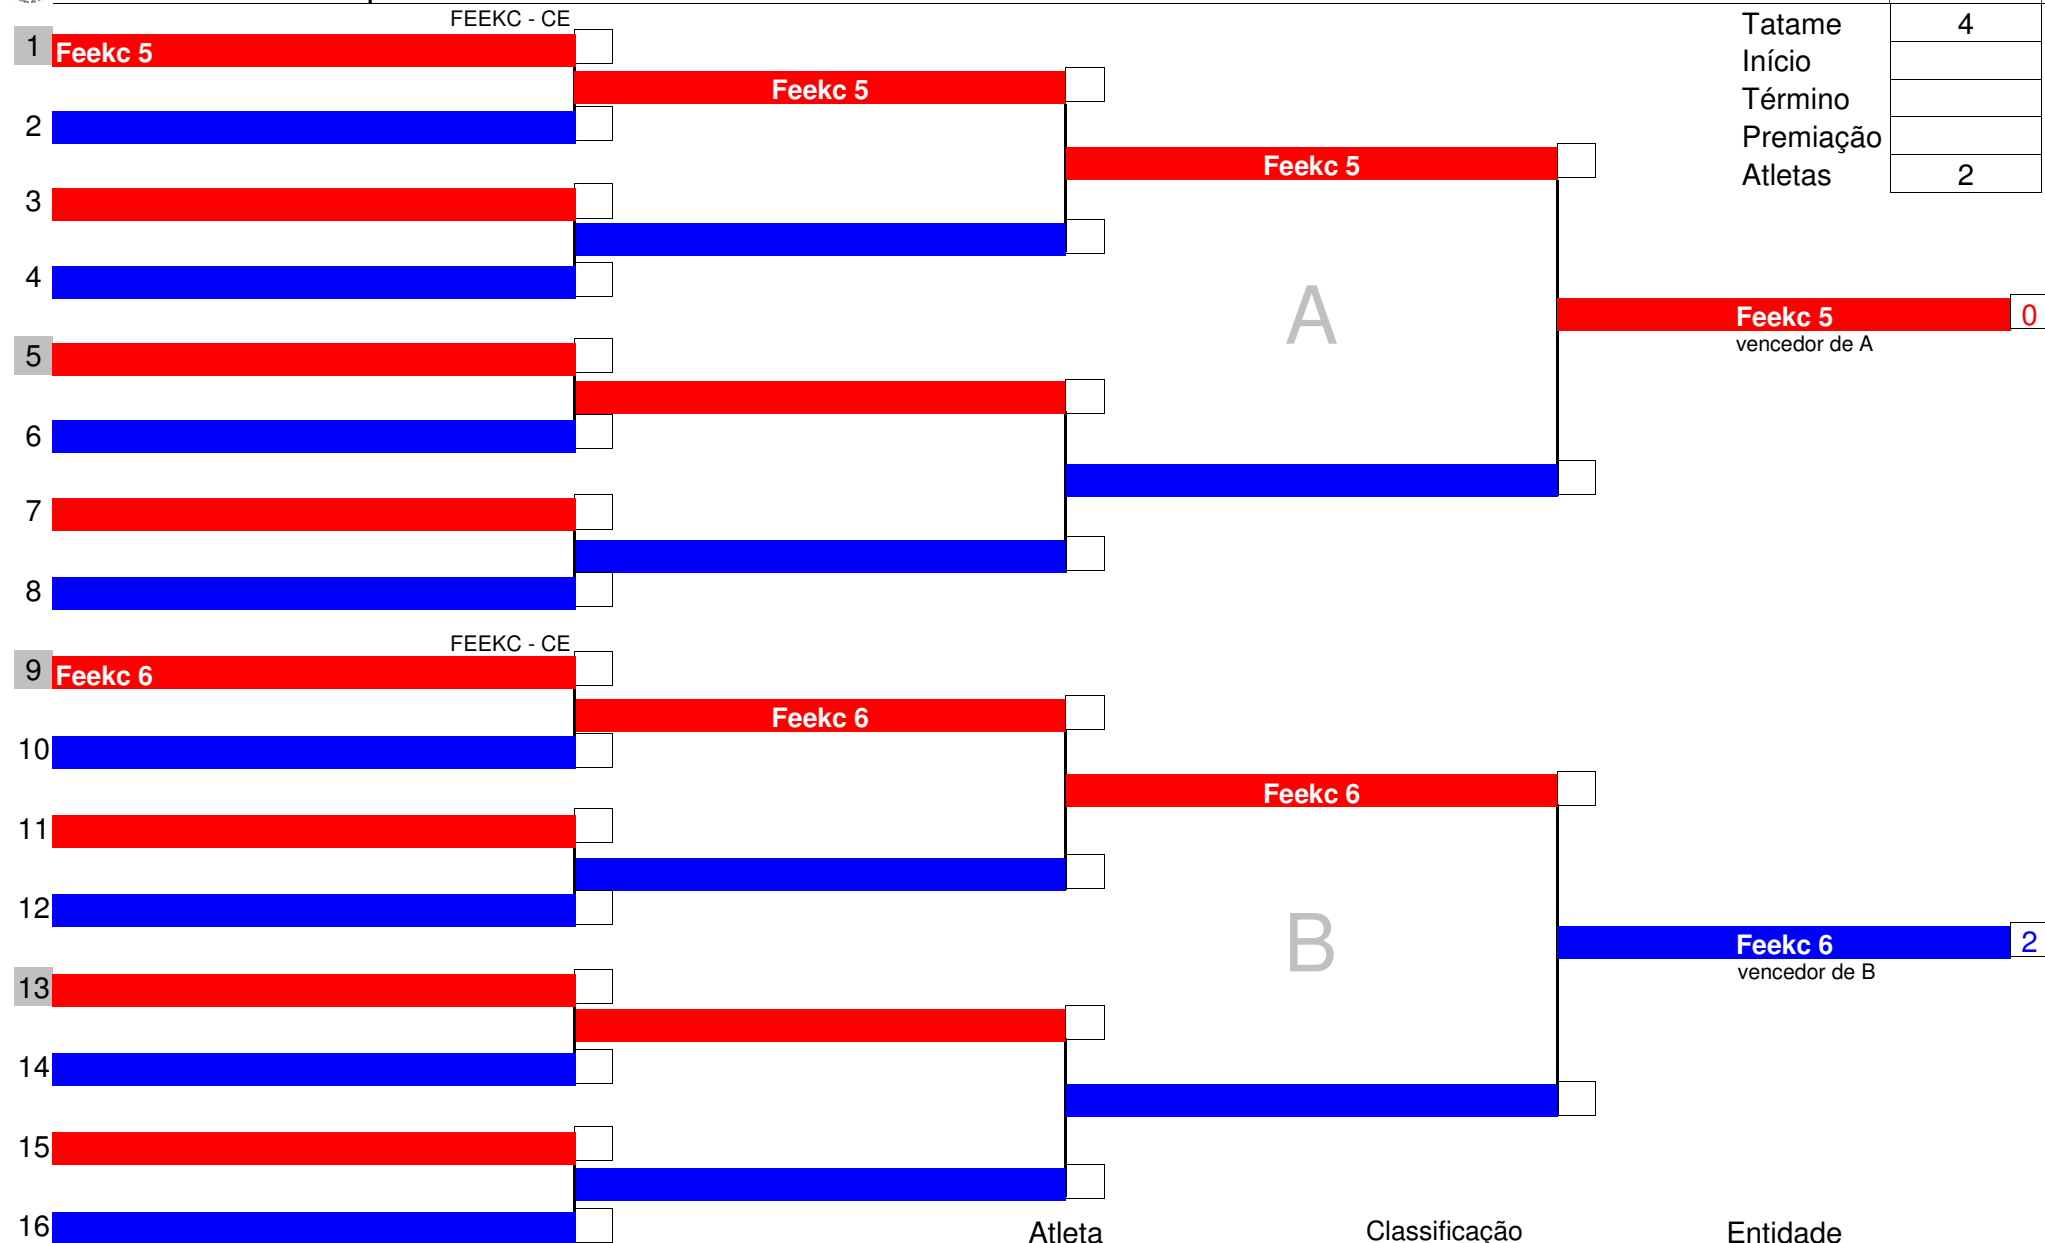 FEEKC - CE
Tatame 4
1 Feekc 5
Início
Feekc 5
Término
2
Premiação
Feekc 5
Atletas 2
3
4
A
Feekc 5 0
vencedor de A
5
6
7
8
FEEKC - CE
9 Feekc 6
Feekc 6
10
Feekc 6
11
12
B
Feekc 6 2
vencedor de B
13
14
15
16
Atleta Classificação Entidade